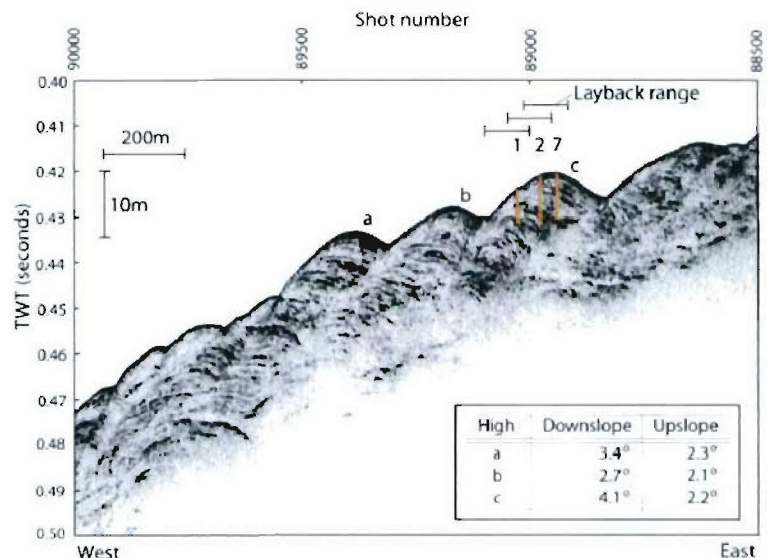 Shot number
90000
89500
89000
88500
0.40
0.41
0.42
0.43
0.44
0.45
0.46
0.47
0.48
0.49
0.50
TWT (seconds)
200m
10m
Layback range
1 2 7
a
b
c
High Downslope Upslope
a 3.4° 2.3°
b 2.7° 2.1°
c 4.1° 2.2°
West
East